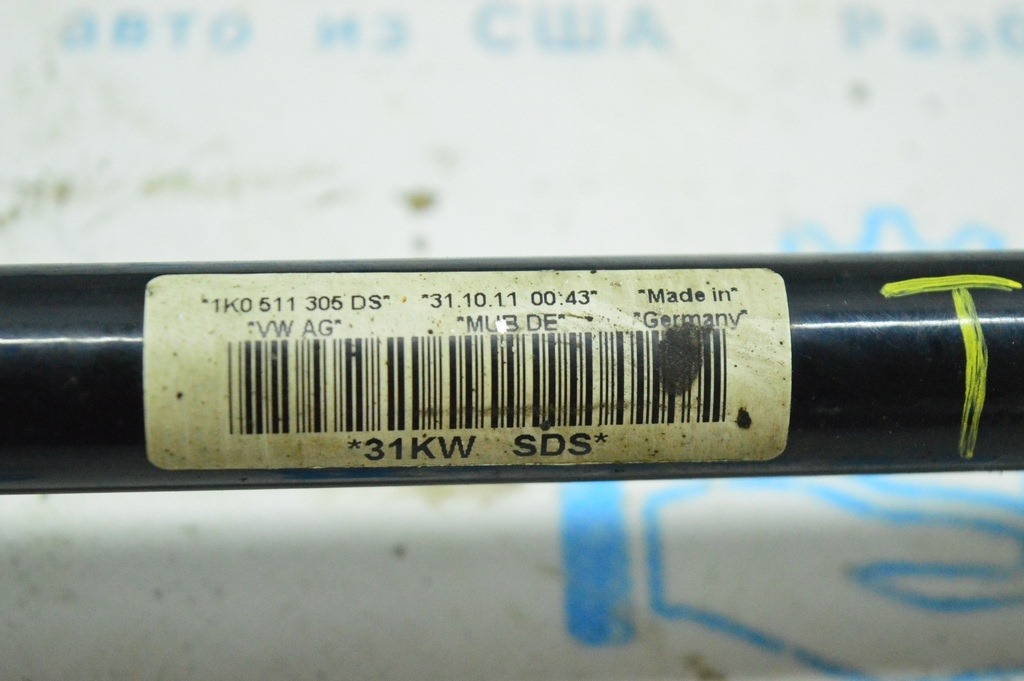 авто из США
"1K0 511 305 DS" "31.10.11 00:43" "Made in"
"VW AG" "MUB DE" "Germany"
*31KW SDS*
T